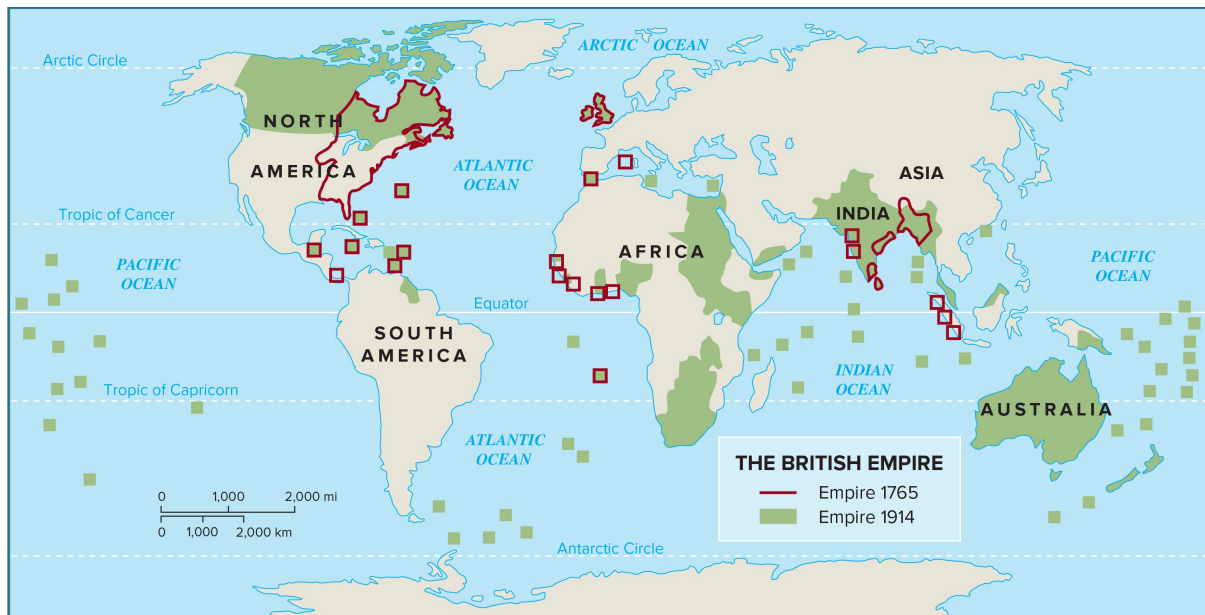 ARCTIC OCEAN
Arctic Circle
NORTH
AMERICA
ATLANTIC
OCEAN
ASIA
Tropic of Cancer
INDIA
AFRICA
PACIFIC
OCEAN
PACIFIC
OCEAN
Equator
SOUTH
AMERICA
INDIAN
OCEAN
Tropic of Capricorn
AUSTRALIA
ATLANTIC
OCEAN
THE BRITISH EMPIRE
Empire 1765
Empire 1914
0 1,000 2,000 mi
0 1,000 2,000 km
Antarctic Circle